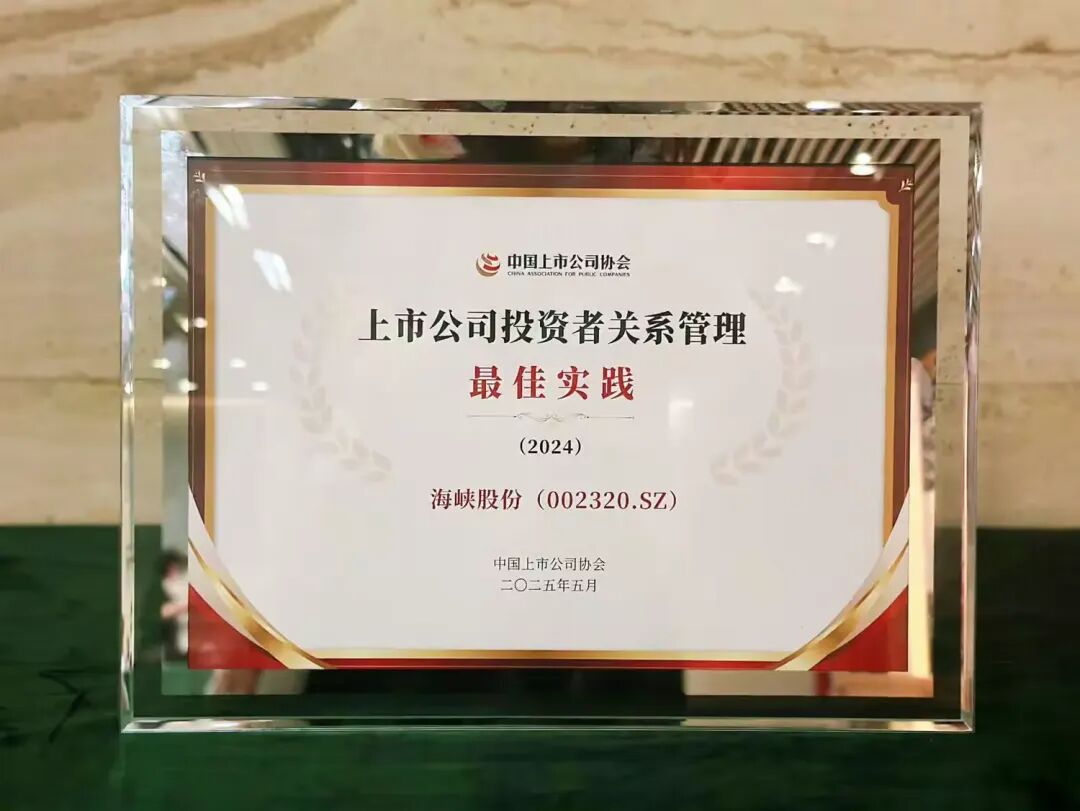 中国上市公司协会
CHINA ASSOCIATION FOR PUBLIC COMPANIES
上市公司投资者关系管理
最佳实践
（2024）
海峡股份（002320.SZ）
中国上市公司协会
二〇二五年五月